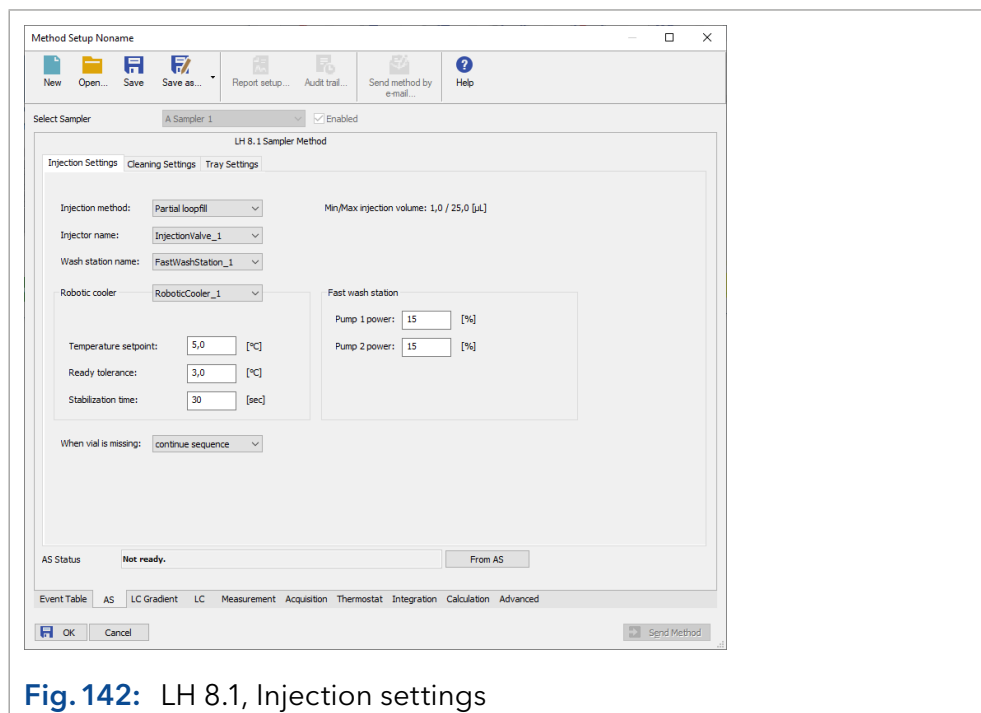 Method Setup Noname
New Open... Save Save as... Report setup... Audit trail... Send method by e-mail... Help
Select Sampler A Sampler 1 Enabled
LH 8.1 Sampler Method
Injection Settings Cleaning Settings Tray Settings
Injection method: Partial loopfill Min/Max injection volume: 1,0 / 25,0 [µL]
Injector name: InjectionValve_1
Wash station name: FastWashStation_1
Robotic cooler RoboticCooler_1 Fast wash station
Pump 1 power: 15 [%]
Temperature setpoint: 5,0 [°C] Pump 2 power: 15 [%]
Ready tolerance: 3,0 [°C]
Stabilization time: 30 [sec]
When vial is missing: continue sequence
AS Status Not ready. From AS
Event Table AS LC Gradient LC Measurement Acquisition Thermostat Integration Calculation Advanced
OK Cancel Send Method
Fig. 142: LH 8.1, Injection settings